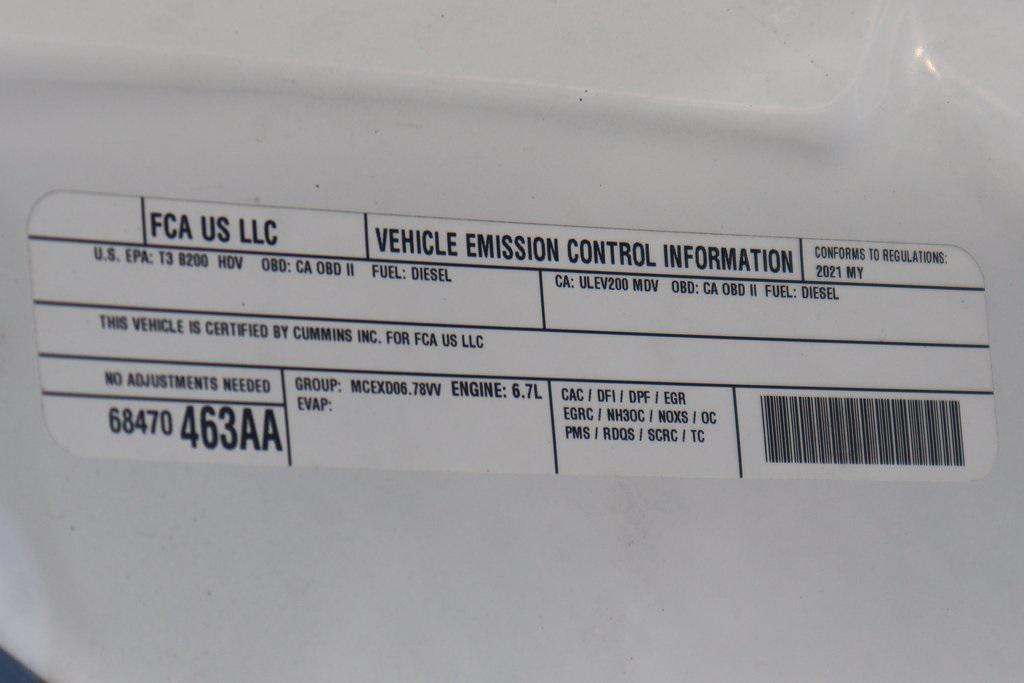 FCA US LLC
VEHICLE EMISSION CONTROL INFORMATION
CONFORMS TO REGULATIONS:
2021 MY
U.S. EPA: T3 B200 HDV OBD: CA OBD II FUEL: DIESEL
CA: ULEV200 MDV OBD: CA OBD II FUEL: DIESEL
THIS VEHICLE IS CERTIFIED BY CUMMINS INC. FOR FCA US LLC
NO ADJUSTMENTS NEEDED
68470 463AA
GROUP: MCEXD06.78VV ENGINE: 6.7L
EVAP:
CAC / DFI / DPF / EGR
EGRC / NH3OC / NOXS / OC
PMS / RDQS / SCRC / TC